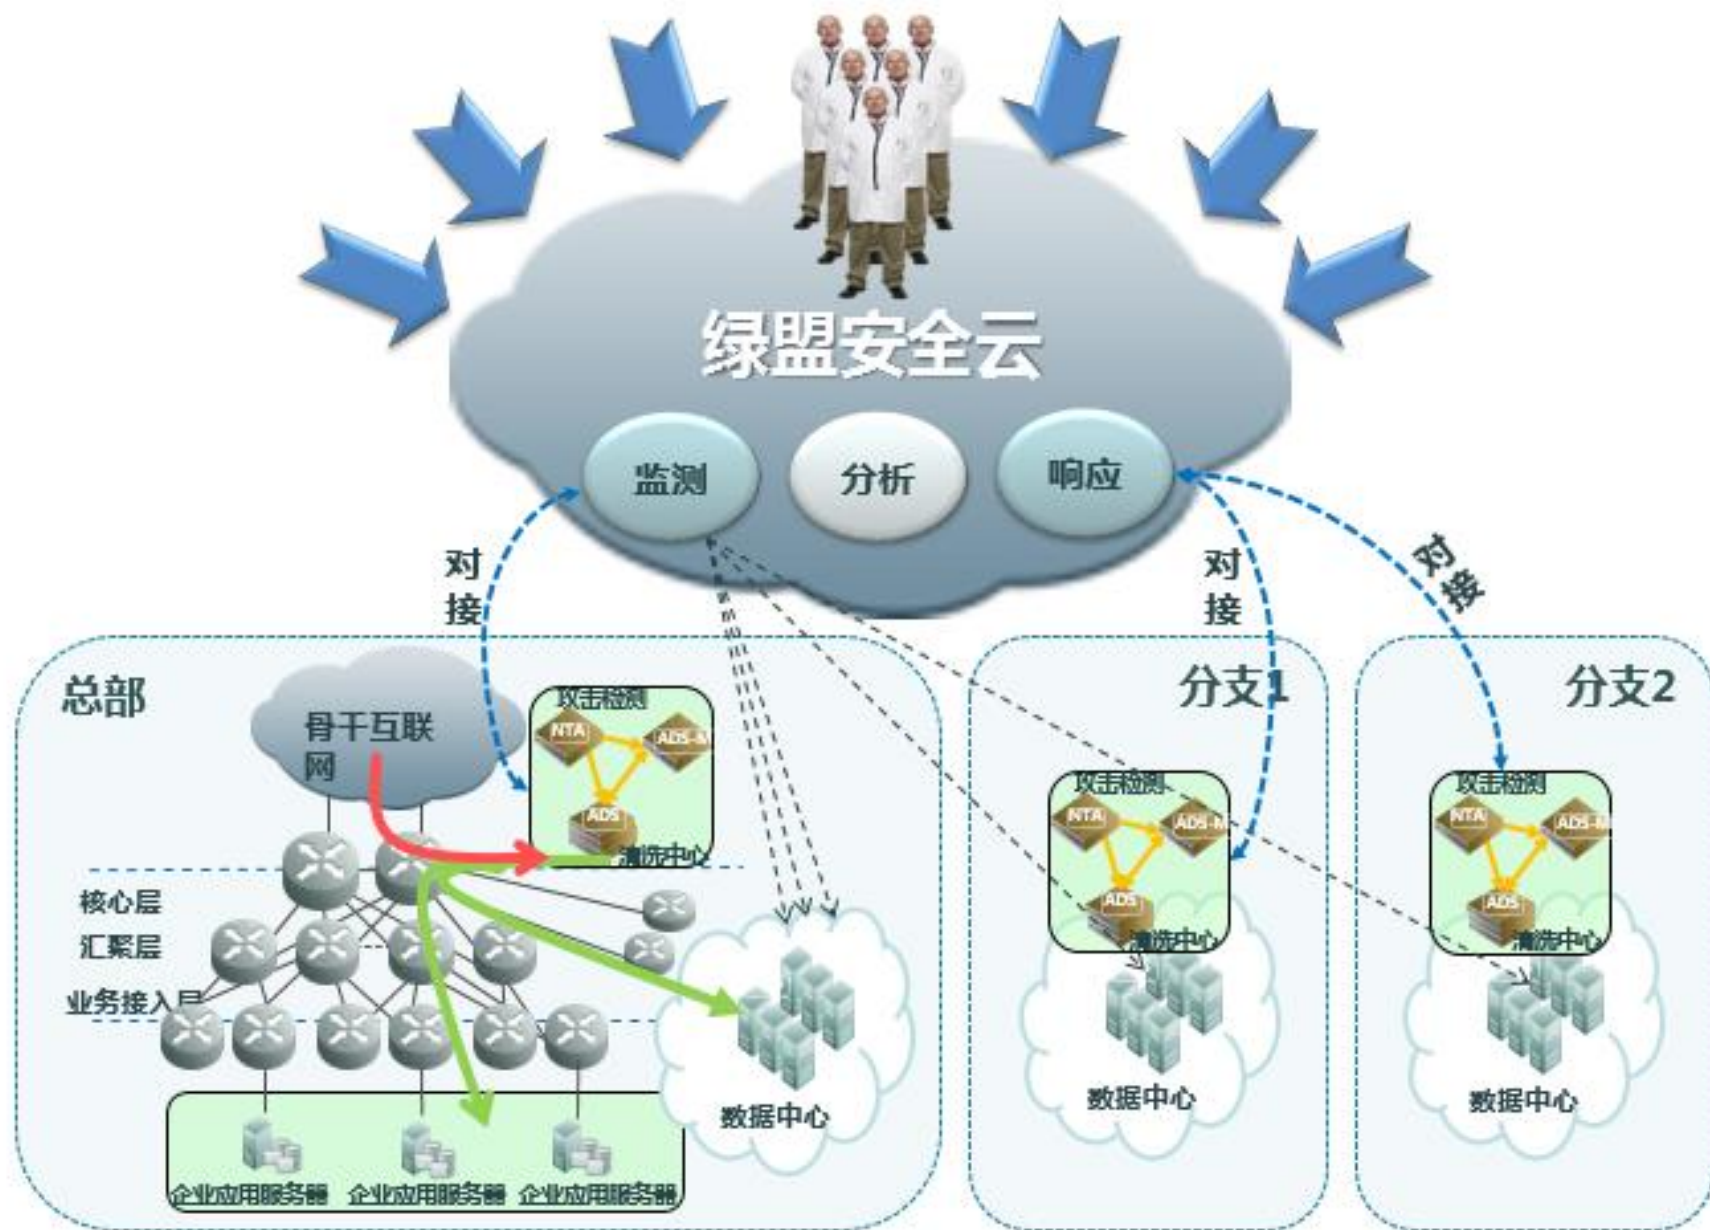 绿盟安全云
监测
分析
响应
对
接
对
接
对
接
总部
骨干互联
网
攻击检测
NTA
ADS-M
ADS
清洗中心
核心层
汇聚层
业务接入层
数据中心
企业应用服务器
企业应用服务器
企业应用服务器
分支1
攻击检测
NTA
ADS-M
ADS
清洗中心
数据中心
分支2
攻击检测
NTA
ADS-M
ADS
清洗中心
数据中心